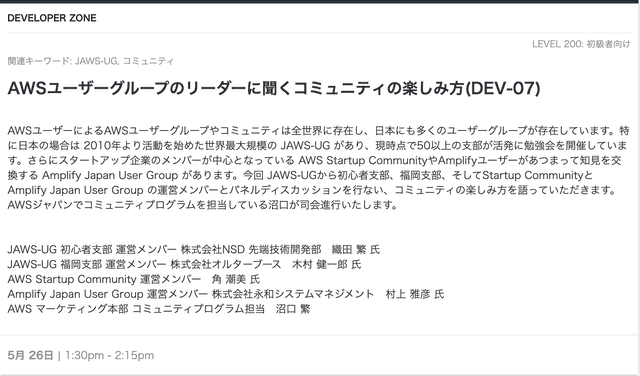 DEVELOPER ZONE
LEVEL 200: 初級者向け
関連キーワード: JAWS-UG, コミュニティ
AWSユーザーグループのリーダーに聞くコミュニティの楽しみ方(DEV-07)
AWSユーザーによるAWSユーザーグループやコミュニティは全世界に存在し、日本にも多くのユーザーグループが存在しています。特
に日本の場合は 2010年より活動を始めた世界最大規模の JAWS-UG があり、現時点で50以上の支部が活発に勉強会を開催していま
す。さらにスタートアップ企業のメンバーが中心となっている AWS Startup CommunityやAmplifyユーザーがあつまって知見を交
換する Amplify Japan User Group があります。今回 JAWS-UGから初心者支部、福岡支部、そしてStartup Communityと
Amplify Japan User Group の運営メンバーとパネルディスカッションを行ない、コミュニティの楽しみ方を語っていただきます。
AWSジャパンでコミュニティプログラムを担当している沼口が司会進行いたします。
JAWS-UG 初心者支部 運営メンバー 株式会社NSD 先端技術開発部　織田 繁 氏
JAWS-UG 福岡支部 運営メンバー 株式会社オルターブース　木村 健一郎 氏
AWS Startup Community 運営メンバー　角 潮美 氏
Amplify Japan User Group 運営メンバー 株式会社永和システムマネジメント　村上 雅彦 氏
AWS マーケティング本部 コミュニティプログラム担当　沼口 繁
5月 26日 | 1:30pm - 2:15pm